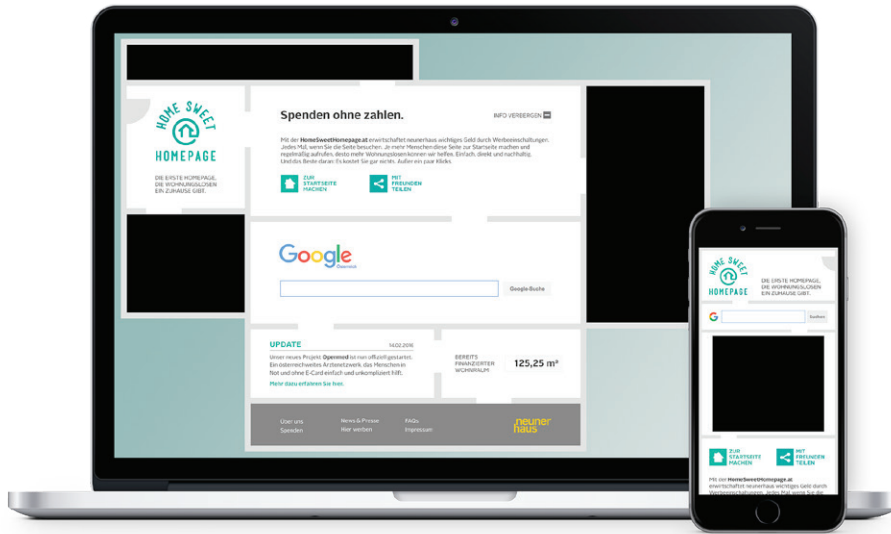 HOME SWEET
HOMEPAGE
DIE ERSTE HOMEPAGE,
DIE WOHNUNGSLOSEN
EIN ZUHAUSE GIBT.
Spenden ohne zahlen.
INFO VERBERGEN
Mit der HomeSweetHomepage.at erwirtschaftet neunerhaus wichtiges Geld durch Werbeeinschaltungen.
Jedes Mal, wenn Sie die Seite besuchen. Je mehr Menschen diese Seite zur Startseite machen und
regelmäßig aufrufen, desto mehr Wohnungslosen können wir helfen. Einfach, direkt und nachhaltig.
Und das Beste daran: Es kostet Sie gar nichts. Außer ein paar Klicks.
ZUR
STARTSEITE
MACHEN
MIT
FREUNDEN
TEILEN
Google
Österreich
Google-Suche
UPDATE
14.02.2016
Unser neues Projekt Openmed ist nun offiziell gestartet.
Ein österreichweites Ärztenetzwerk, das Menschen in
Not und ohne E-Card einfach und unkompliziert hilft.
Mehr dazu erfahren Sie hier.
BEREITS
FINANZIERTER
WOHNRAUM
125,25 m²
Über uns
Spenden
News & Presse
Hier werben
FAQs
Impressum
neuner
haus
HOME SWEET
HOMEPAGE
DIE ERSTE HOMEPAGE,
DIE WOHNUNGSLOSEN
EIN ZUHAUSE GIBT.
G
Suchen
ZUR
STARTSEITE
MACHEN
MIT
FREUNDEN
TEILEN
Mit der HomeSweetHomepage.at
erwirtschaftet neunerhaus wichtiges Geld durch
Werbeeinschaltungen. Jedes Mal, wenn Sie die